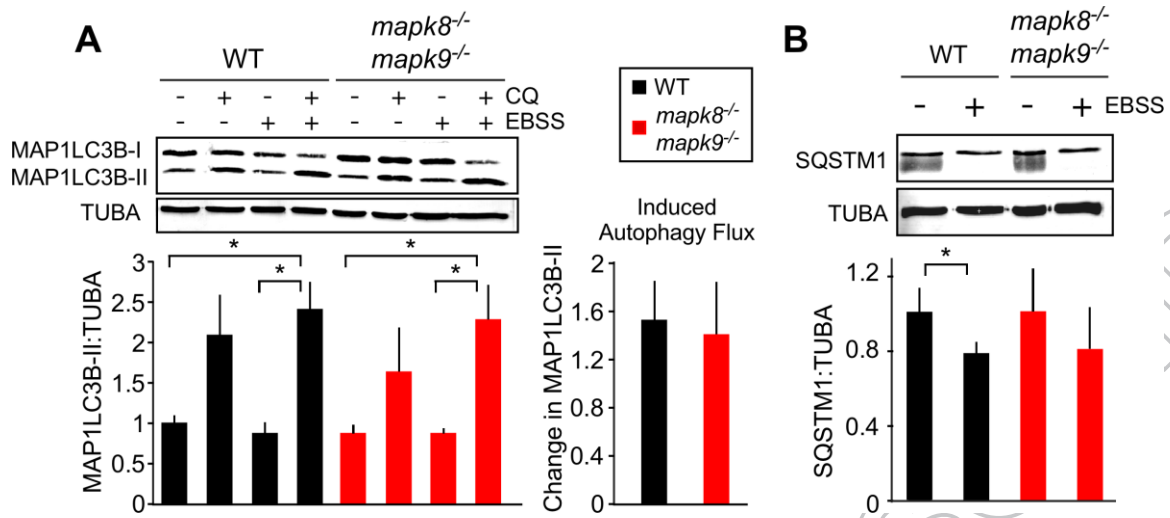 A
WT
mapk8-/-
mapk9-/-
- + - + - + - + CQ
- - + + - - + + EBSS
MAP1LC3B-I
MAP1LC3B-II
TUBA
MAP1LC3B-II:TUBA
3
2.5
2
1.5
1
0.5
0
* * * *
WT
mapk8-/-
mapk9-/-
Induced
Autophagy Flux
Change in MAP1LC3B-II
2
1.6
1.2
0.8
0.4
0
B
WT
mapk8-/-
mapk9-/-
- + - + EBSS
SQSTM1
TUBA
SQSTM1:TUBA
1.2
0.8
0.4
0
*